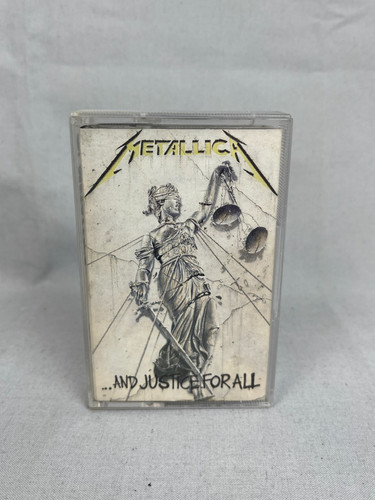 METALLICA
...AND JUSTICE FOR ALL